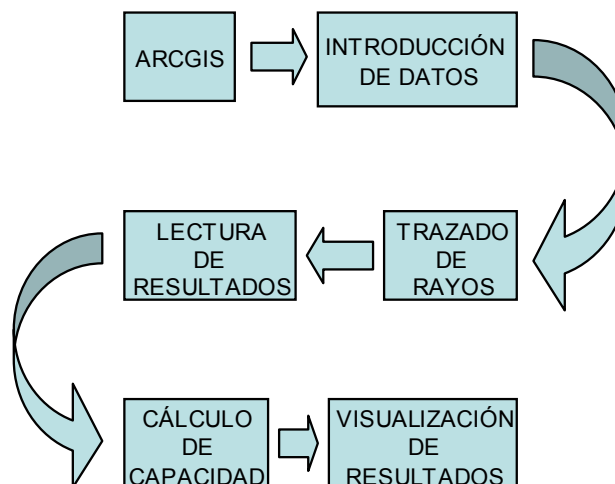 ARCGIS
INTRODUCCIÓN
DE DATOS
TRAZADO
DE
RAYOS
LECTURA
DE
RESULTADOS
CÁLCULO
DE
CAPACIDAD
VISUALIZACIÓN
DE
RESULTADOS